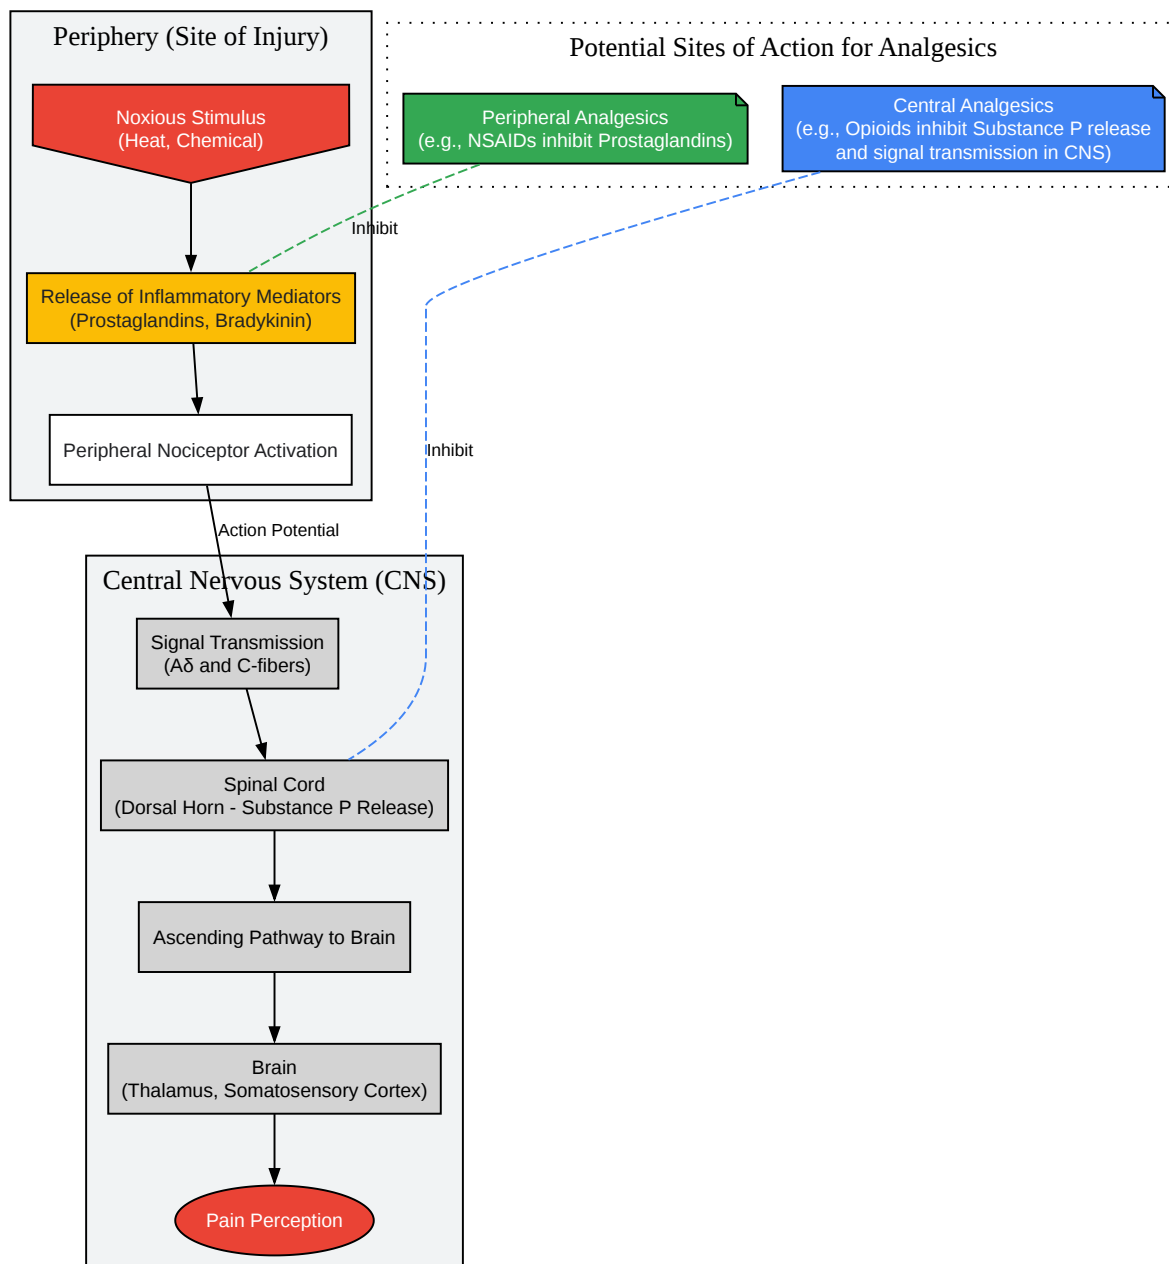 Periphery (Site of Injury)
Potential Sites of Action for Analgesics
Noxious Stimulus
(Heat, Chemical)
Peripheral Analgesics
(e.g., NSAIDs inhibit Prostaglandins)
Central Analgesics
(e.g., Opioids inhibit Substance P release
and signal transmission in CNS)
Inhibit
Release of Inflammatory Mediators
(Prostaglandins, Bradykinin)
Peripheral Nociceptor Activation
Inhibit
Action Potential
Central Nervous System (CNS)
Signal Transmission
(Aδ and C-fibers)
Spinal Cord
(Dorsal Horn - Substance P Release)
Ascending Pathway to Brain
Brain
(Thalamus, Somatosensory Cortex)
Pain Perception